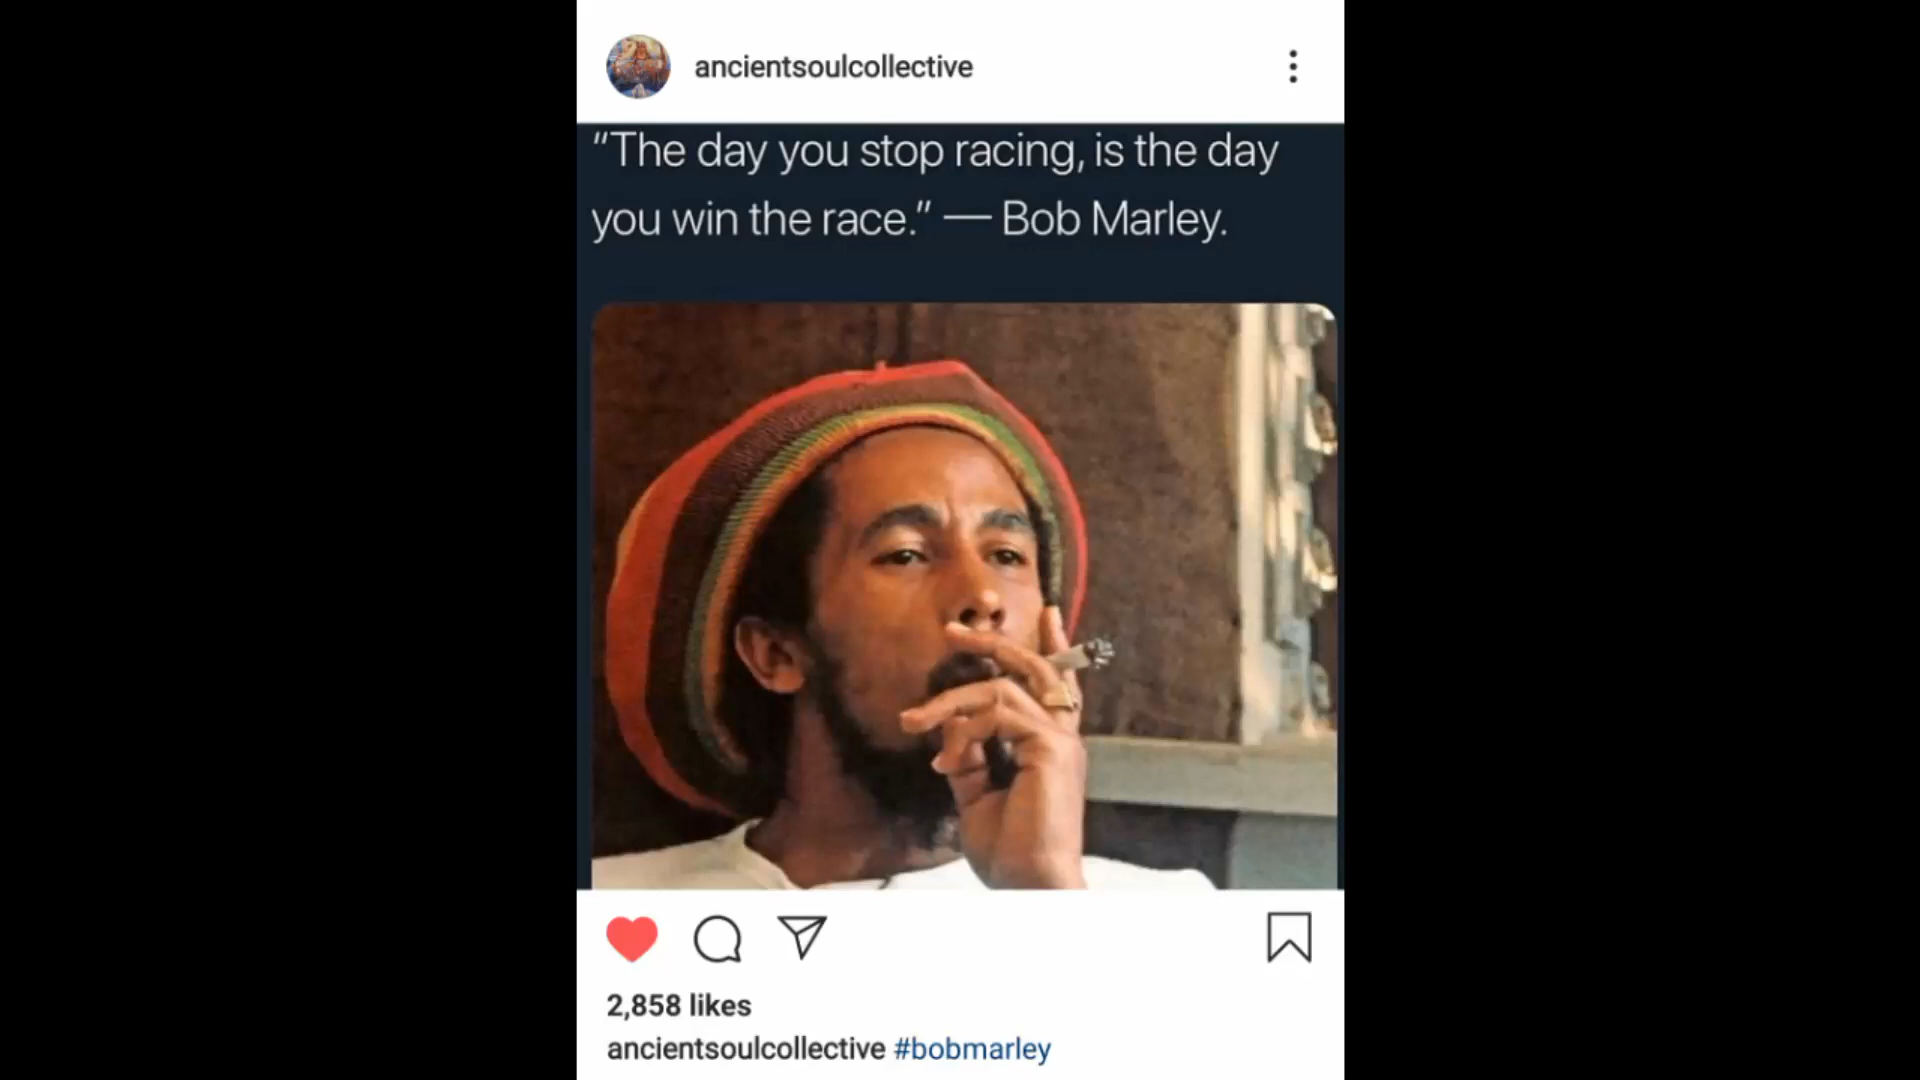 ancientsoulcollective
“The day you stop racing, is the day
you win the race.” — Bob Marley.
2,858 likes
ancientsoulcollective #bobmarley